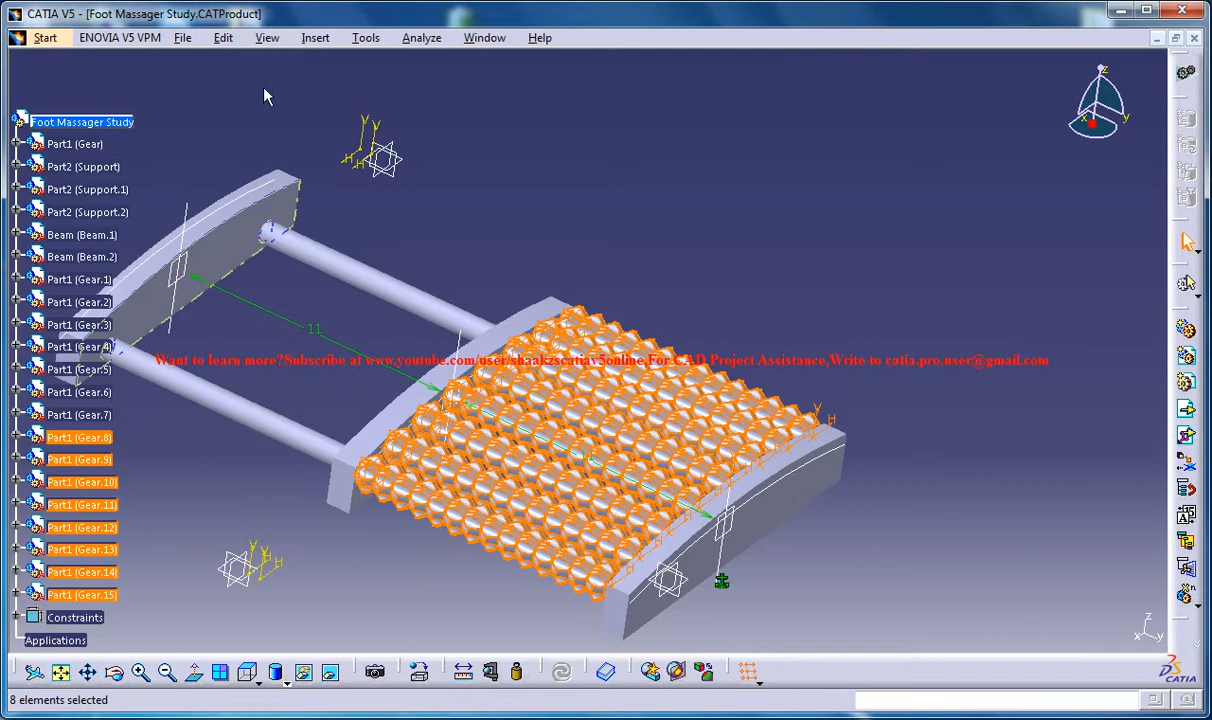 CATIA V5 - [Foot Massager Study.CATProduct]
Start ENOVIA V5 VPM File Edit View Insert Tools Analyze Window Help
Foot Massager Study
Part1 (Gear)
Part2 (Support)
Part2 (Support.1)
Part2 (Support.2)
Beam (Beam.1)
Beam (Beam.2)
Part1 (Gear.1)
Part1 (Gear.2)
Part1 (Gear.3)
Part1 (Gear.4)
Part1 (Gear.5)
Part1 (Gear.6)
Part1 (Gear.7)
Part1 (Gear.8)
Part1 (Gear.9)
Part1 (Gear.10)
Part1 (Gear.11)
Part1 (Gear.12)
Part1 (Gear.13)
Part1 (Gear.14)
Part1 (Gear.15)
Constraints
Applications
11
Want to learn more?Subscribe at www.youtube.com/user/shaakzscatiav5online,For CAD Project Assistance,Write to catia.pro.user@gmail.com
8 elements selected
CATIA